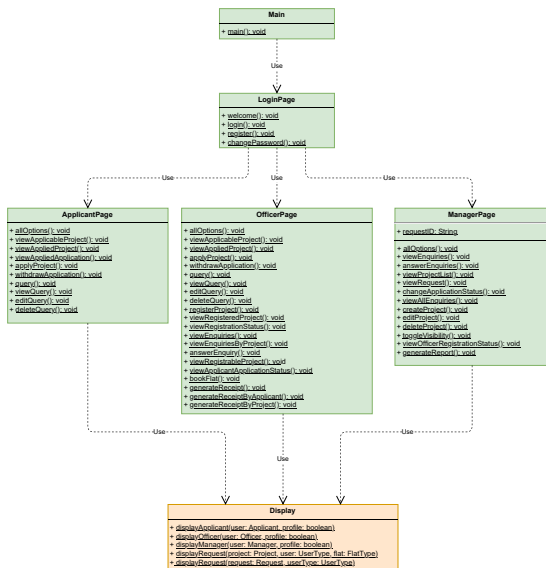 Main
+ main(): void
Use
LoginPage
+ welcome(): void
+ login(): void
+ register(): void
+ changePassword(): void
Use
Use
Use
ApplicantPage
+ allOptions(): void
+ viewApplicableProject(): void
+ viewAppliedProject(): void
+ viewAppliedApplication(): void
+ applyProject(): void
+ withdrawApplication(): void
+ query(): void
+ viewQuery(): void
+ editQuery(): void
+ deleteQuery(): void
OfficerPage
+ allOptions(): void
+ viewApplicableProject(): void
+ viewAppliedProject(): void
+ applyProject(): void
+ withdrawApplication(): void
+ query(): void
+ viewQuery(): void
+ editQuery(): void
+ deleteQuery(): void
+ registerProject(): void
+ viewRegisteredProject(): void
+ viewRegistrationStatus(): void
+ viewEnquiries(): void
+ viewEnquiriesByProject(): void
+ answerEnquiry(): void
+ viewRegistrableProject(): void
+ viewApplicantApplicationStatus(): void
+ bookFlat(): void
+ generateReceipt(): void
+ generateReceiptByApplicant(): void
+ generateReceiptByProject(): void
ManagerPage
+ requestID: String
+ allOptions(): void
+ viewEnquiries(): void
+ answerEnquiries(): void
+ viewProjectList(): void
+ viewRequest(): void
+ changeApplicationStatus(): void
+ viewAllEnquiries(): void
+ createProject(): void
+ editProject(): void
+ deleteProject(): void
+ toggleVisibility(): void
+ viewOfficerRegistrationStatus(): void
+ generateReport(): void
Use
Use
Use
Display
+ displayApplicant(user: Applicant, profile: boolean)
+ displayOfficer(user: Officer, profile: boolean)
+ displayManager(user: Manager, profile: boolean)
+ displayRequest(project: Project, user: UserType, flat: FlatType)
+ displayRequest(request: Request, userType: UserType)